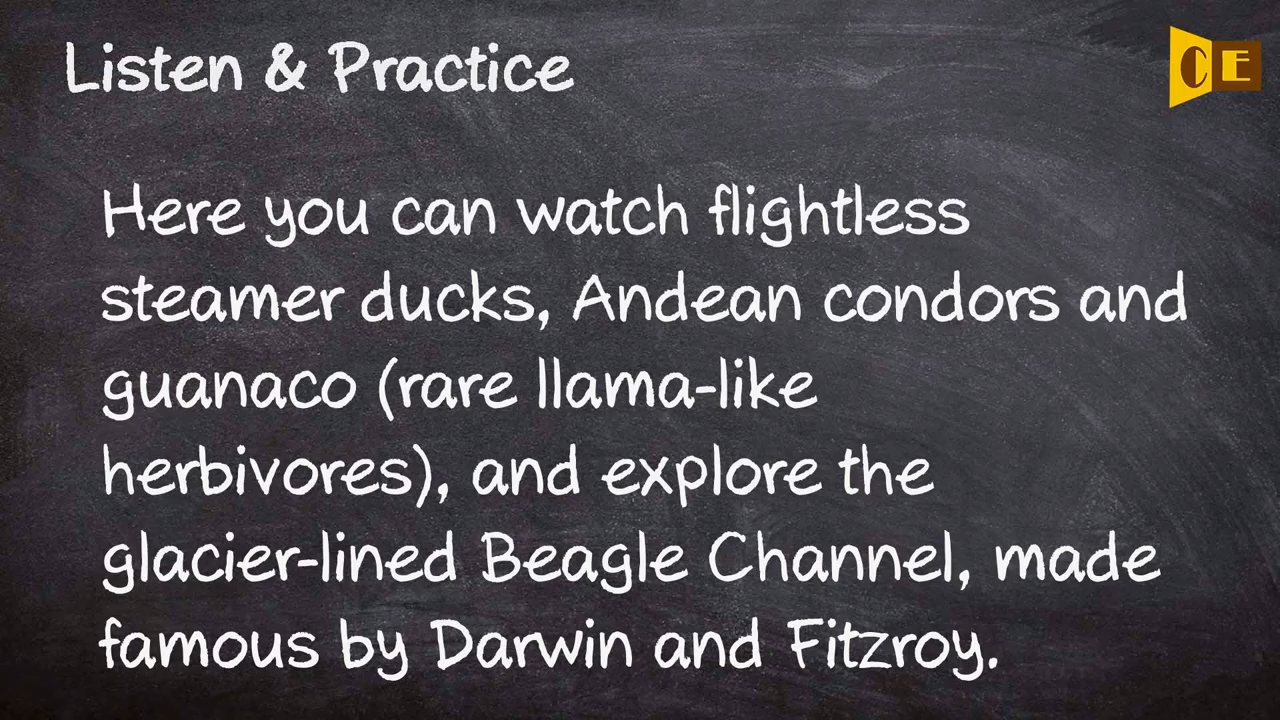 Listen & Practice
CE
Here you can watch flightless
steamer ducks, Andean condors and
guanaco (rare llama-like
herbivores), and explore the
glacier-lined Beagle Channel, made
famous by Darwin and Fitzroy.